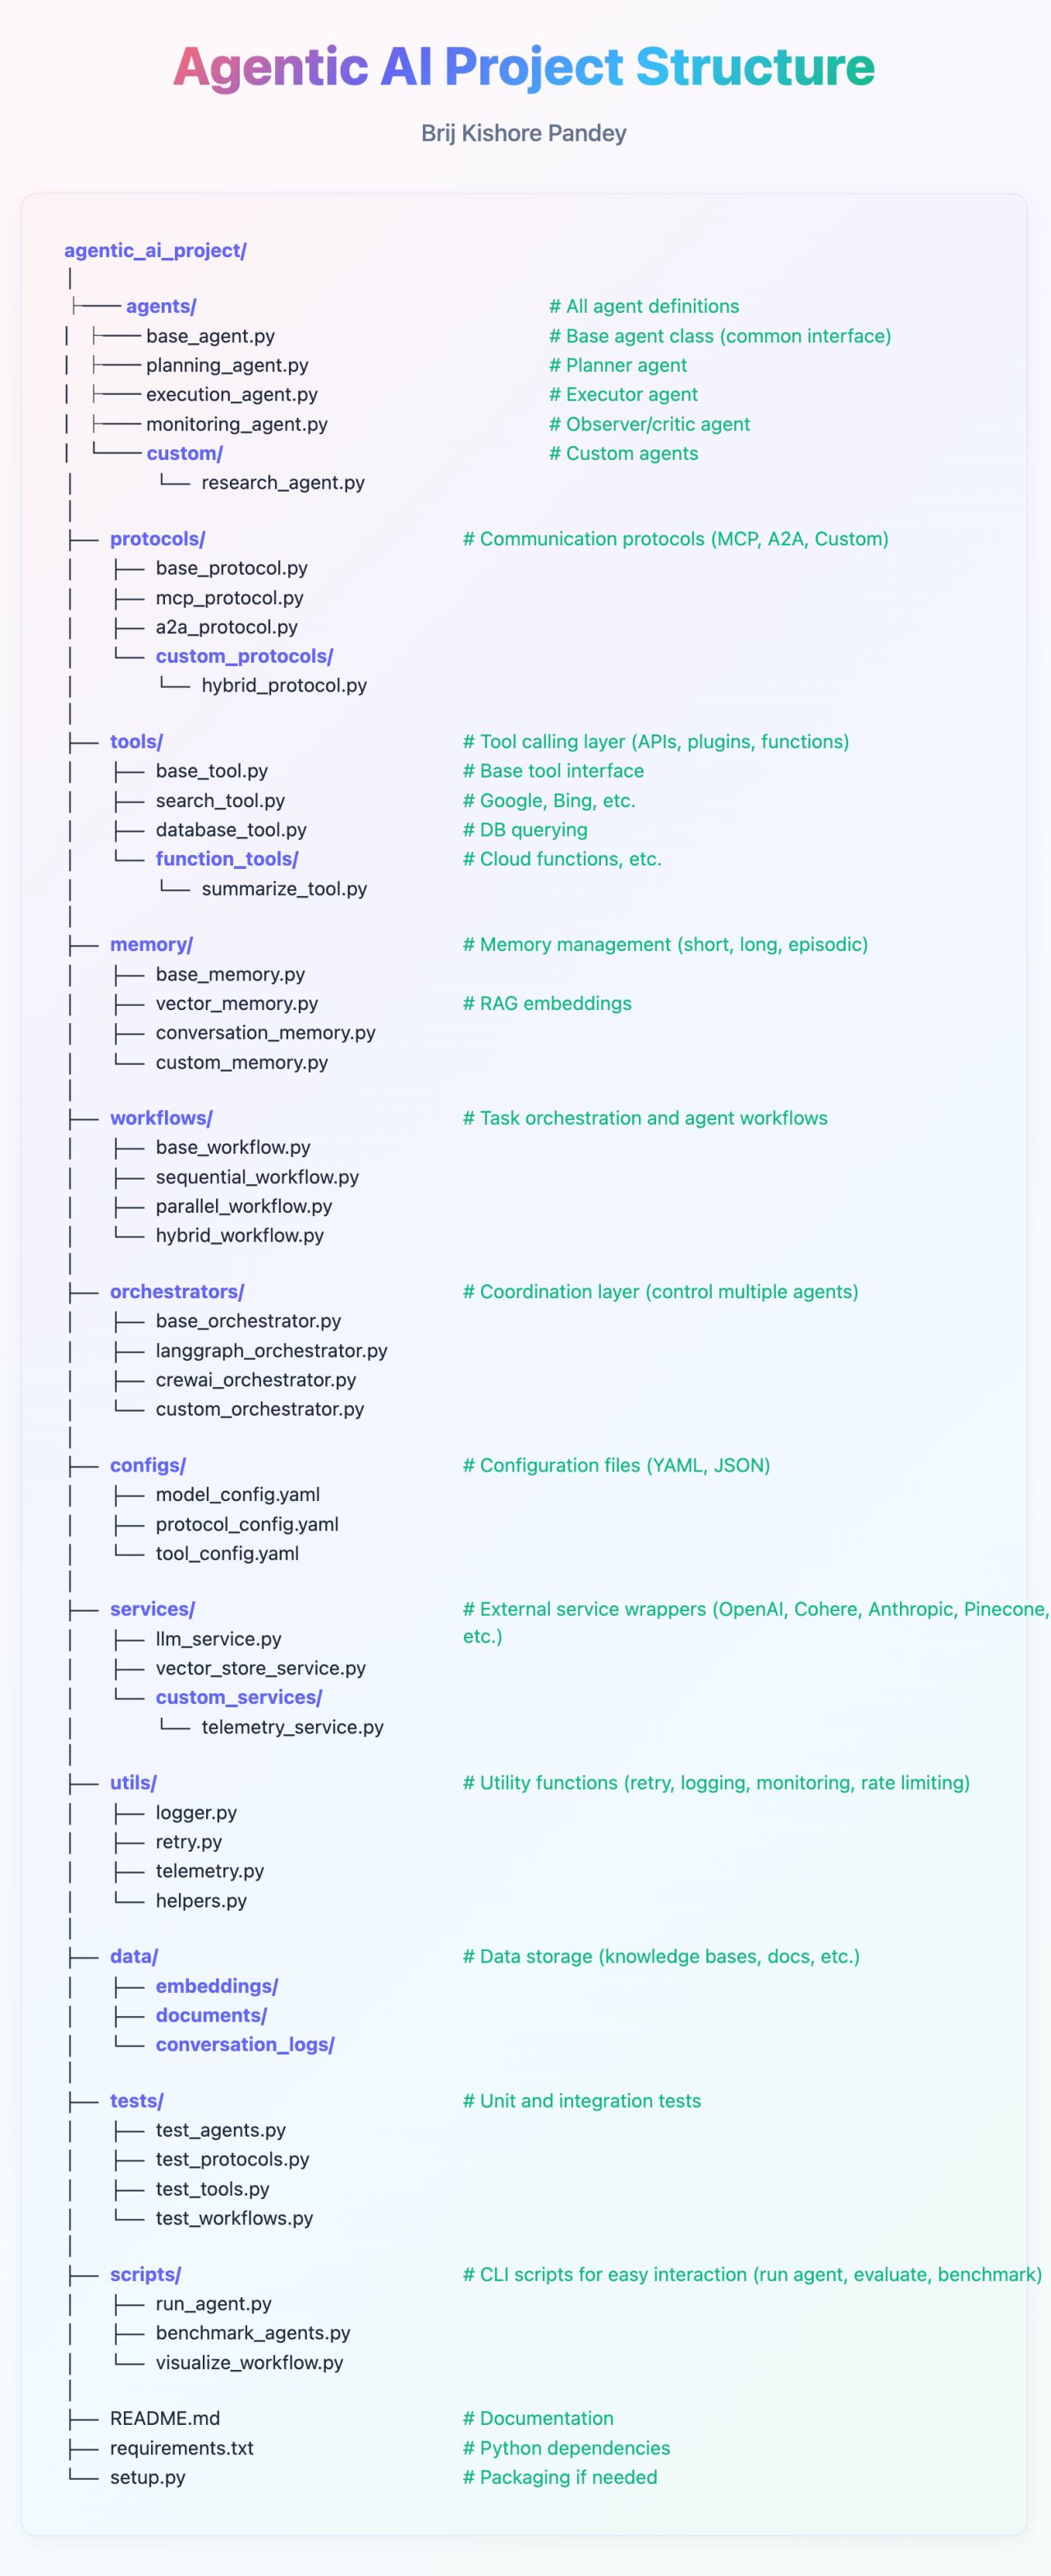 Agentic AI Project Structure
Brij Kishore Pandey
agentic_ai_project/
│
├── agents/ # All agent definitions
│ ├── base_agent.py # Base agent class (common interface)
│ ├── planning_agent.py # Planner agent
│ ├── execution_agent.py # Executor agent
│ ├── monitoring_agent.py # Observer/critic agent
│ └── custom/ # Custom agents
│ └── research_agent.py
│
├── protocols/ # Communication protocols (MCP, A2A, Custom)
│ ├── base_protocol.py
│ ├── mcp_protocol.py
│ ├── a2a_protocol.py
│ └── custom_protocols/
│ └── hybrid_protocol.py
│
├── tools/ # Tool calling layer (APIs, plugins, functions)
│ ├── base_tool.py # Base tool interface
│ ├── search_tool.py # Google, Bing, etc.
│ ├── database_tool.py # DB querying
│ └── function_tools/ # Cloud functions, etc.
│ └── summarize_tool.py
│
├── memory/ # Memory management (short, long, episodic)
│ ├── base_memory.py
│ ├── vector_memory.py # RAG embeddings
│ ├── conversation_memory.py
│ └── custom_memory.py
│
├── workflows/ # Task orchestration and agent workflows
│ ├── base_workflow.py
│ ├── sequential_workflow.py
│ ├── parallel_workflow.py
│ └── hybrid_workflow.py
│
├── orchestrators/ # Coordination layer (control multiple agents)
│ ├── base_orchestrator.py
│ ├── langgraph_orchestrator.py
│ ├── crewai_orchestrator.py
│ └── custom_orchestrator.py
│
├── configs/ # Configuration files (YAML, JSON)
│ ├── model_config.yaml
│ ├── protocol_config.yaml
│ └── tool_config.yaml
│
├── services/ # External service wrappers (OpenAI, Cohere, Anthropic, Pinecone,
│ ├── llm_service.py etc.)
│ ├── vector_store_service.py
│ └── custom_services/
│ └── telemetry_service.py
│
├── utils/ # Utility functions (retry, logging, monitoring, rate limiting)
│ ├── logger.py
│ ├── retry.py
│ ├── telemetry.py
│ └── helpers.py
│
├── data/ # Data storage (knowledge bases, docs, etc.)
│ ├── embeddings/
│ ├── documents/
│ └── conversation_logs/
│
├── tests/ # Unit and integration tests
│ ├── test_agents.py
│ ├── test_protocols.py
│ ├── test_tools.py
│ └── test_workflows.py
│
├── scripts/ # CLI scripts for easy interaction (run agent, evaluate, benchmark)
│ ├── run_agent.py
│ ├── benchmark_agents.py
│ └── visualize_workflow.py
│
├── README.md # Documentation
├── requirements.txt # Python dependencies
└── setup.py # Packaging if needed